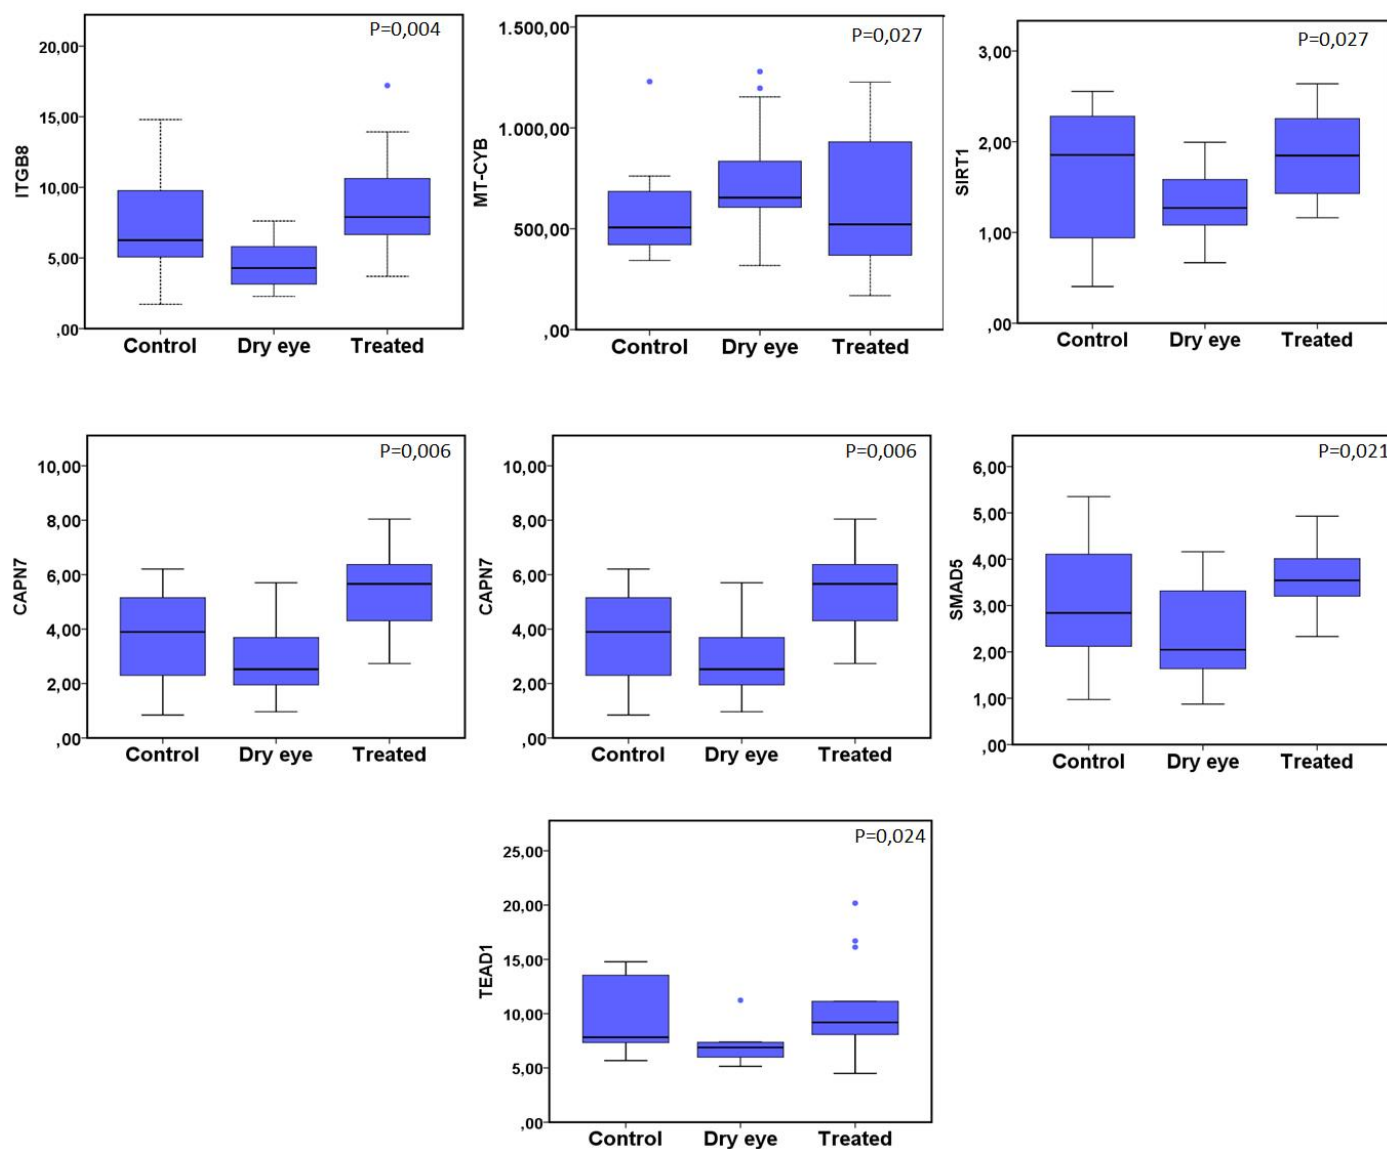 P=0,004
20,00
15,00
10,00
5,00
,00
ITGB8
Control Dry eye Treated
P=0,027
1.500,00
1.000,00
500,00
,00
MT-CYB
Control Dry eye Treated
P=0,027
3,00
2,00
1,00
,00
SIRT1
Control Dry eye Treated
P=0,006
10,00
8,00
6,00
4,00
2,00
,00
CAPN7
Control Dry eye Treated
P=0,006
10,00
8,00
6,00
4,00
2,00
,00
CAPN7
Control Dry eye Treated
P=0,021
6,00
5,00
4,00
3,00
2,00
1,00
,00
SMAD5
Control Dry eye Treated
P=0,024
25,00
20,00
15,00
10,00
5,00
,00
TEAD1
Control Dry eye Treated